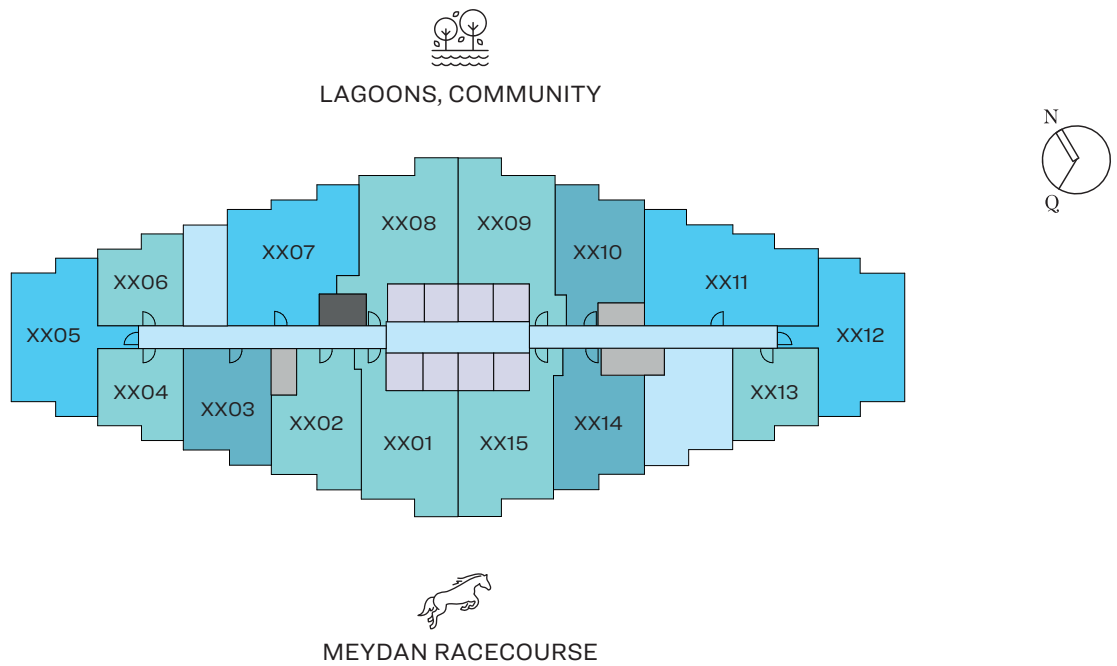 LAGOONS, COMMUNITY
N
Q
XX08
XX09
XX07
XX10
XX06
XX11
XX05
XX12
XX04
XX13
XX03
XX02
XX14
XX01
XX15
MEYDAN RACECOURSE